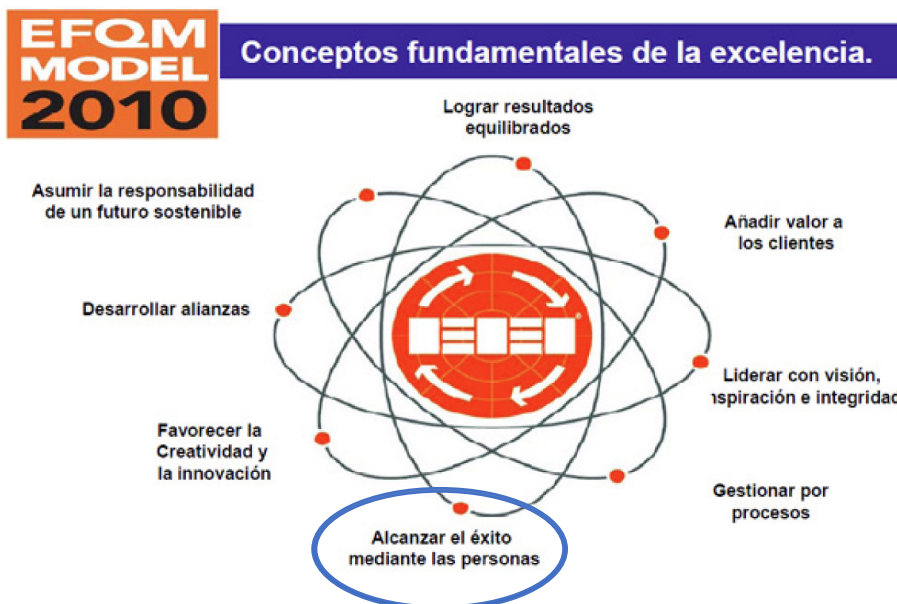 EFQM
MODEL
2010
Conceptos fundamentales de la excelencia.
Lograr resultados
equilibrados
Asumir la responsabilidad
de un futuro sostenible
Añadir valor a
los clientes
Desarrollar alianzas
Liderar con visión,
nspiración e integridad
Favorecer la
Creatividad y
la innovación
Gestionar por
procesos
Alcanzar el éxito
mediante las personas